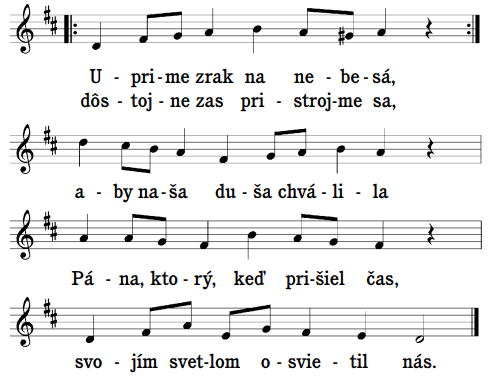 U - pri - me zrak na ne - be - sá,
dôs - toj - ne zas pri - stroj - me sa,
a - by na - ša du - ša chvá - li - la
Pá - na, kto - rý, keď pri - šiel čas,
svo - jím svet - lom o - svie - til nás.